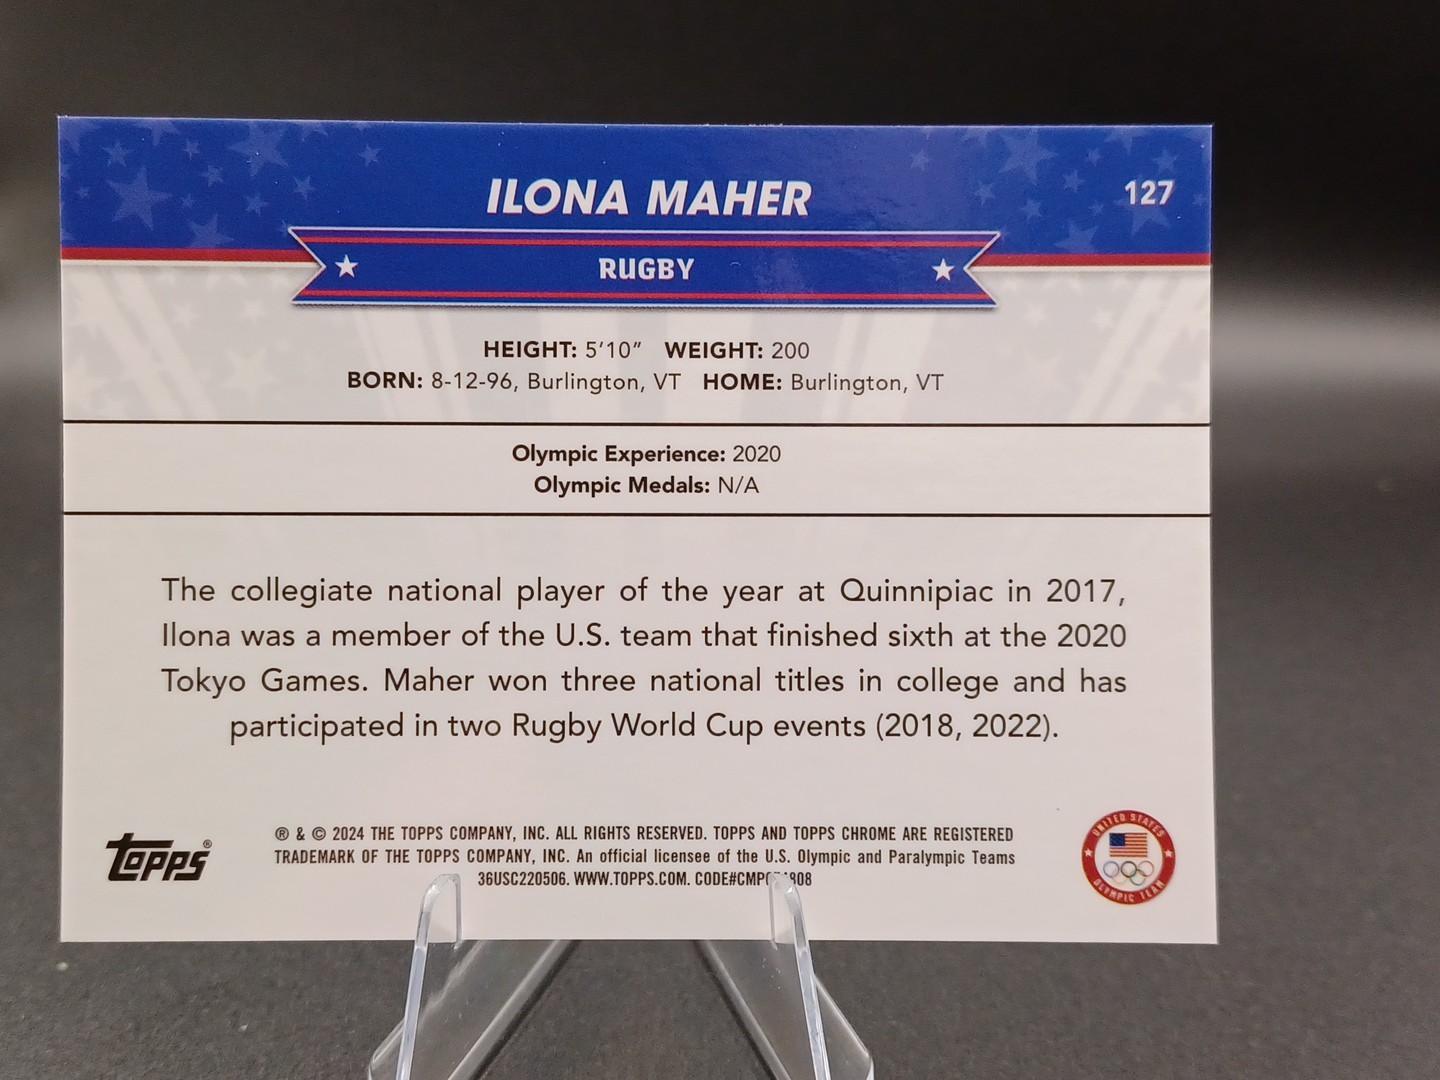 ILONA MAHER
127
RUGBY
HEIGHT: 5'10" WEIGHT: 200
BORN: 8-12-96, Burlington, VT HOME: Burlington, VT
Olympic Experience: 2020
Olympic Medals: N/A
The collegiate national player of the year at Quinnipiac in 2017,
Ilona was a member of the U.S. team that finished sixth at the 2020
Tokyo Games. Maher won three national titles in college and has
participated in two Rugby World Cup events (2018, 2022).
topps®
® & © 2024 THE TOPPS COMPANY, INC. ALL RIGHTS RESERVED. TOPPS AND TOPPS CHROME ARE REGISTERED
TRADEMARK OF THE TOPPS COMPANY, INC. An official licensee of the U.S. Olympic and Paralympic Teams
36USC220506. WWW.TOPPS.COM.
UNITED STATES
OLYMPIC TEAM